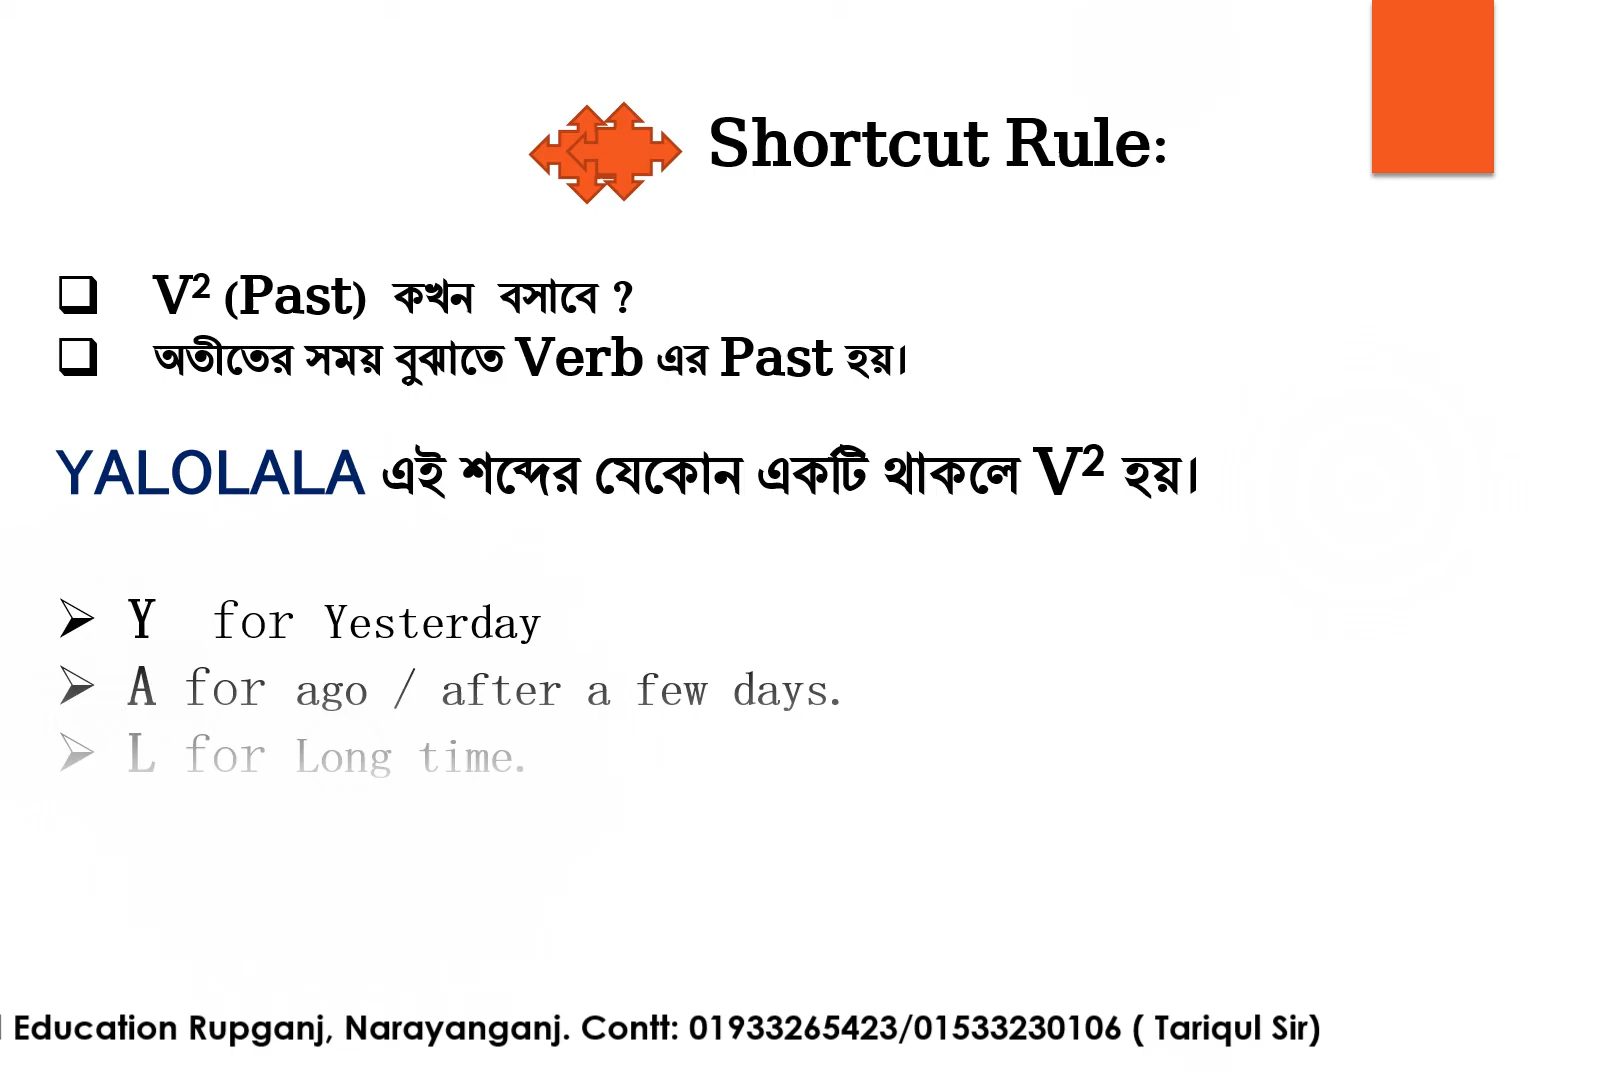 Shortcut Rule:
V² (Past) কখন বসাবে ?
অতীতের সময় বুঝাতে Verb এর Past হয়।
YALOLALA এই শব্দের যেকোন একটি থাকলে V² হয়।
Y for Yesterday
A for ago / after a few days.
L for Long time.
Education Rupganj, Narayanganj. Contt: 01933265423/01533230106 ( Tariqul Sir)